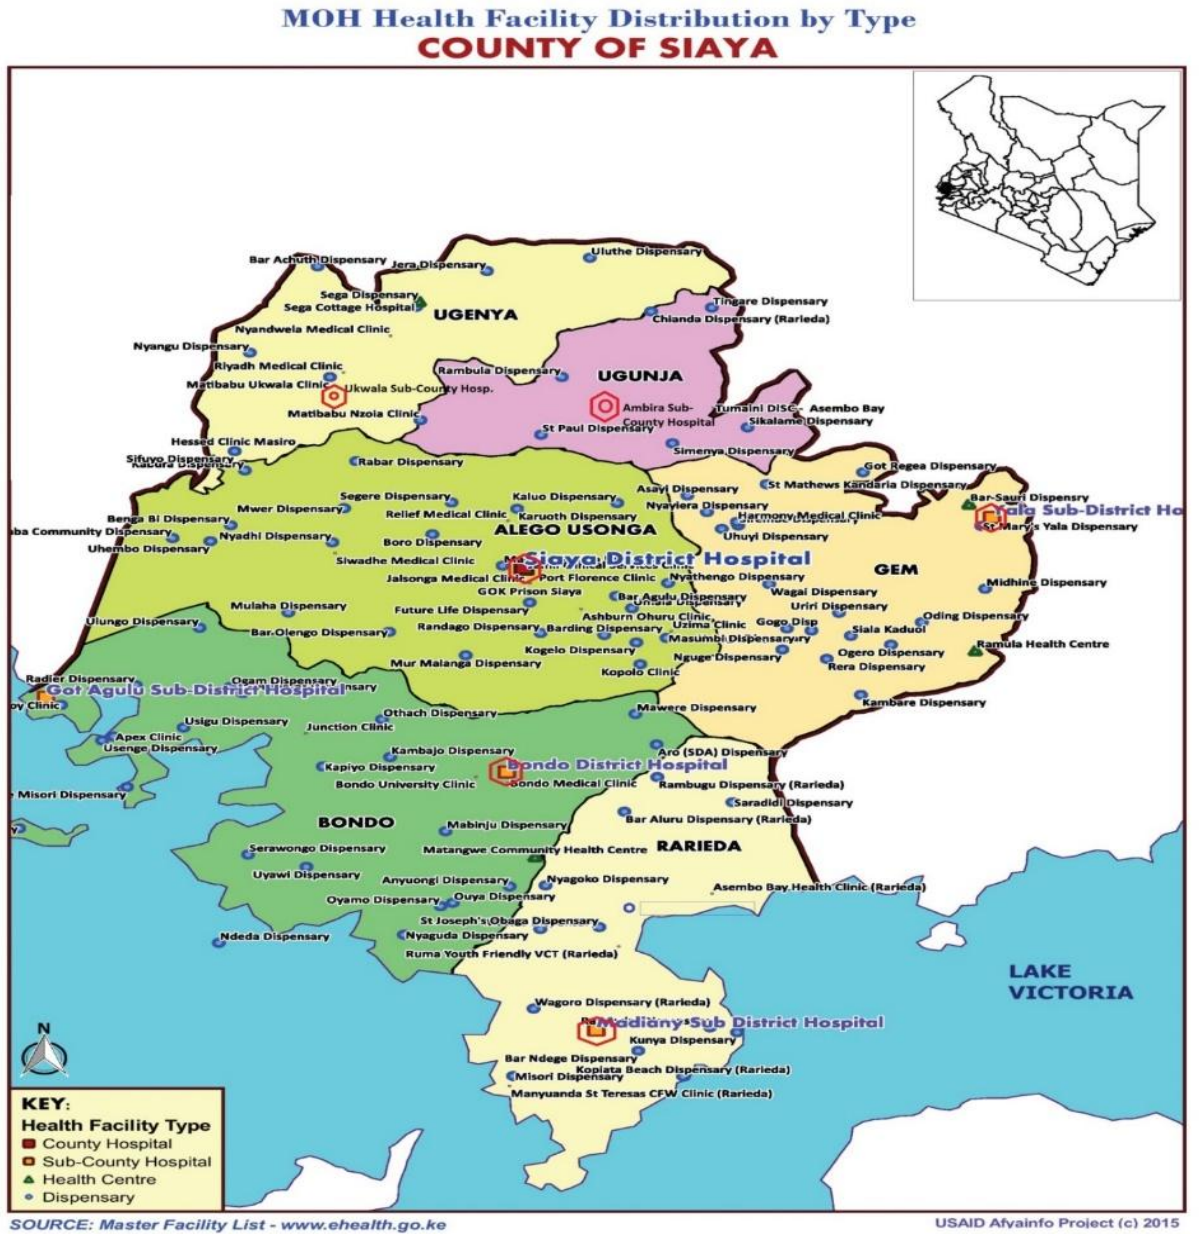 MOH Health Facility Distribution by Type
COUNTY OF SIAYA
Bar Achuth Dispensary
Jera Dispensary
Uluthe Dispensary
Sega Dispensary
Sega Cottage Hospital
UGENYA
Tingare Dispensary
Chianda Dispensary (Rarieda)
Nyandweia Medical Clinic
Nyangu Dispensary
Riyadh Medical Clinic
Rambula Dispensary
UGUNJA
Matibabu Ukwala Clinic
Ukwala Sub-County Hosp.
Matibabu Nzoia Clinic
Ambira Sub-
County Hospital
Tumaini DISC - Asembo Bay
Sikalame Dispensary
St Paul Dispensary
Hessed Clinic Masiro
Simenya Dispensary
Sifuyo Dispensary
Rabar Dispensary
Got Regea Dispensary
St Mathews Kandaria Dispensary
Asayi Dispensary
Segere Dispensary
Kaluo Dispensary
Bar-Sauri Dispensry
Mwer Dispensary
Relief Medical Clinic
Karuoth Dispensary
Nyaviera Dispensary
Harmony Medical Clinic
Yala Sub-District Ho
St Mary's Yala Dispensary
Benga Bi Dispensary
ALEGO USONGA
aba Community Dispensary
Nyadhi Dispensary
Boro Dispensary
Uhuyi Dispensary
Uhembo Dispensary
Siwadhe Medical Clinic
Siaya District Hospital
GEM
Jalsonga Medical Clinic
Port Florence Clinic
Nyathengo Dispensary
Midhine Dispensary
GOK Prison Siaya
Bar Agulu Dispensary
Wagai Dispensary
Mulaha Dispensary
Future Life Dispensary
Ashburn Ohuru Clinic
Uriri Dispensary
Oding Dispensary
Ulungo Dispensary
Bar Olengo Dispensary
Randago Dispensary
Barding Dispensary
Uzima Clinic
Gogo Disp
Siala Kaduol
Masumbi Dispensary
Kogelo Dispensary
Nguge Dispensary
Ogero Dispensary
Ramula Health Centre
Mur Malanga Dispensary
Kopolo Clinic
Rera Dispensary
Radier Dispensary
Ogam Dispensary
Got Agulu Sub-District Hospital
oy Clinic
Kambare Dispensary
Othach Dispensary
Mawere Dispensary
Usigu Dispensary
Junction Clinic
Apex Clinic
Usenge Dispensary
Kambajo Dispensary
Aro (SDA) Dispensary
Kapiyo Dispensary
Bondo District Hospital
Bondo University Clinic
Bondo Medical Clinic
Rambugu Dispensary (Rarieda)
Misori Dispensary
Saradidi Dispensary
BONDO
Mabinju Dispensary
Bar Aluru Dispensary (Rarieda)
Serawongo Dispensary
Matangwe Community Health Centre
RARIEDA
Uyawi Dispensary
Anyuongi Dispensary
Nyagoko Dispensary
Asembo Bay Health Clinic (Rarieda)
Oyamo Dispensary
Ouya Dispensary
St Joseph's Obaga Dispensary
Ndeda Dispensary
Nyaguda Dispensary
Ruma Youth Friendly VCT (Rarieda)
LAKE
VICTORIA
Wagoro Dispensary (Rarieda)
Madiany Sub District Hospital
Kunya Dispensary
N
Bar Ndege Dispensary
Kopiata Beach Dispensary (Rarieda)
Misori Dispensary
Manyuanda St Teresas CFW Clinic (Rarieda)
KEY:
Health Facility Type
County Hospital
Sub-County Hospital
Health Centre
Dispensary
SOURCE: Master Facility List - www.ehealth.go.ke
USAID Afyainfo Project (c) 2015